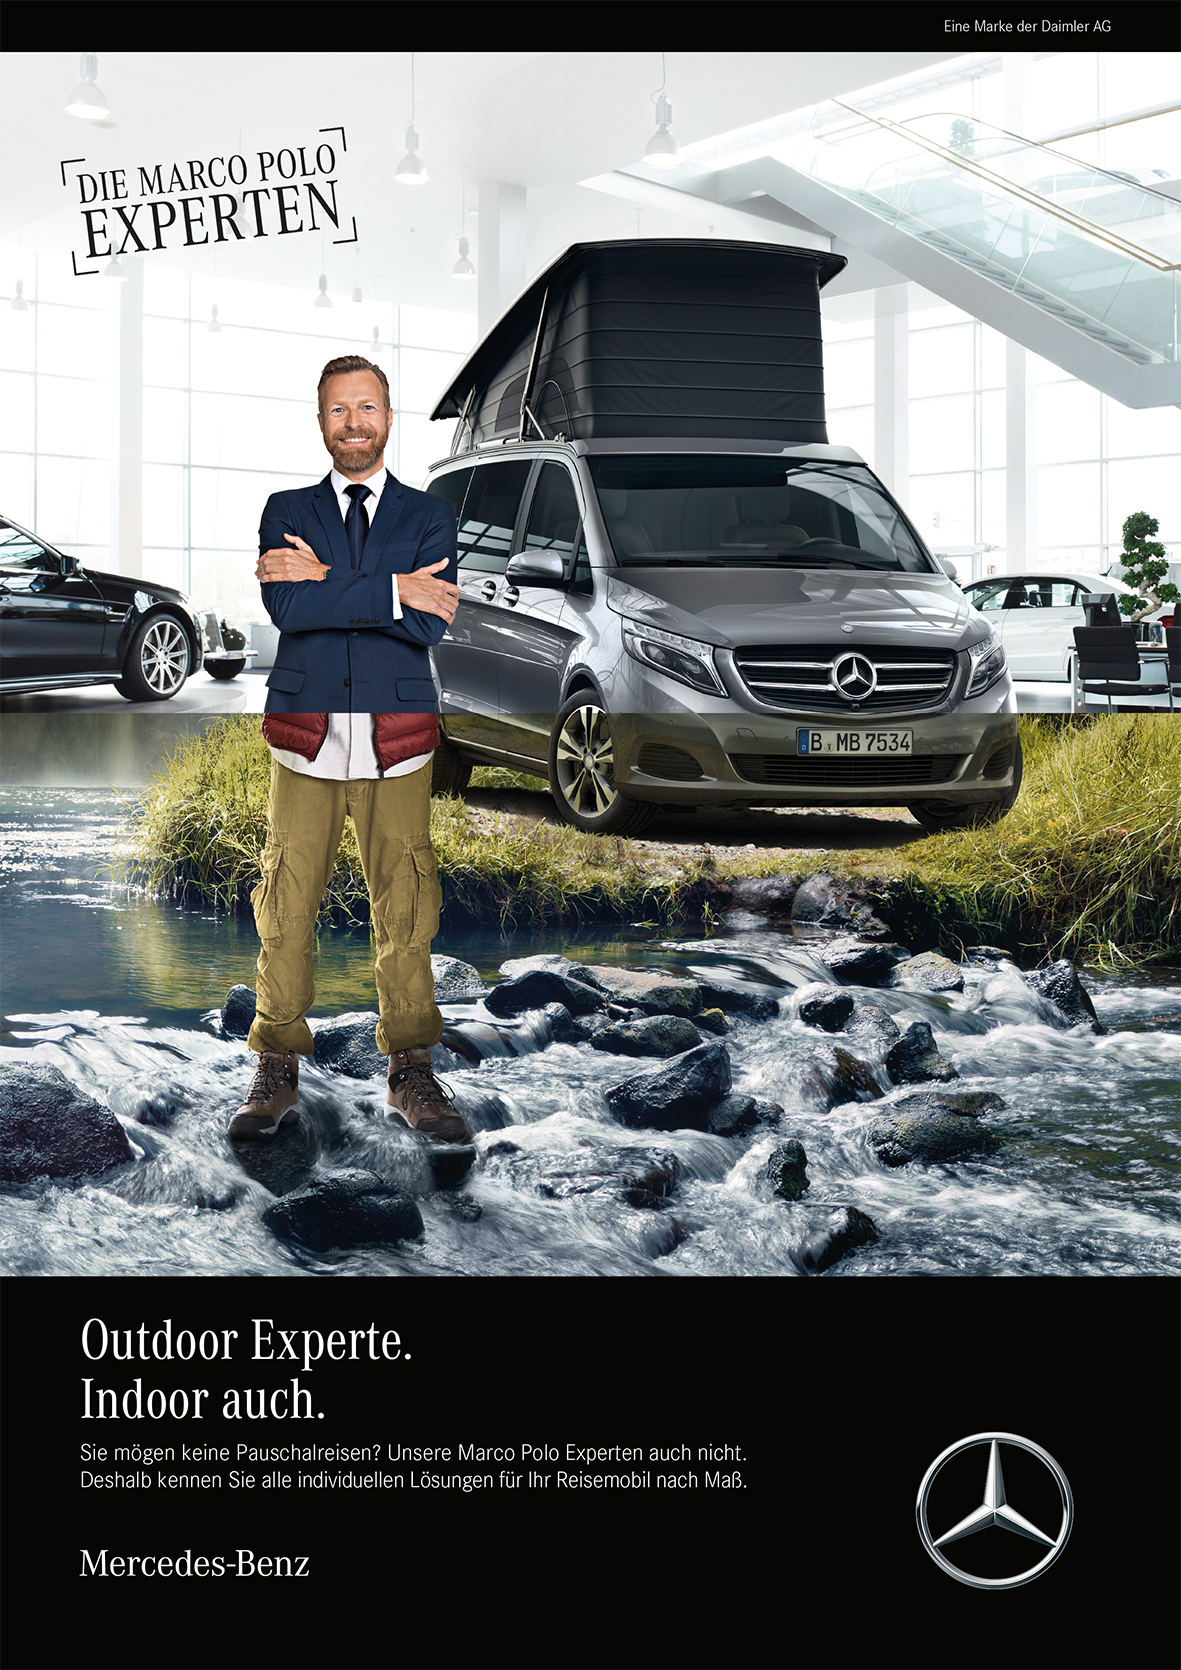 Eine Marke der Daimler AG
DIE MARCO POLO
EXPERTEN
B MB 7534
Outdoor Experte.
Indoor auch.
Sie mögen keine Pauschalreisen? Unsere Marco Polo Experten auch nicht.
Deshalb kennen Sie alle individuellen Lösungen für Ihr Reisemobil nach Maß.
Mercedes-Benz